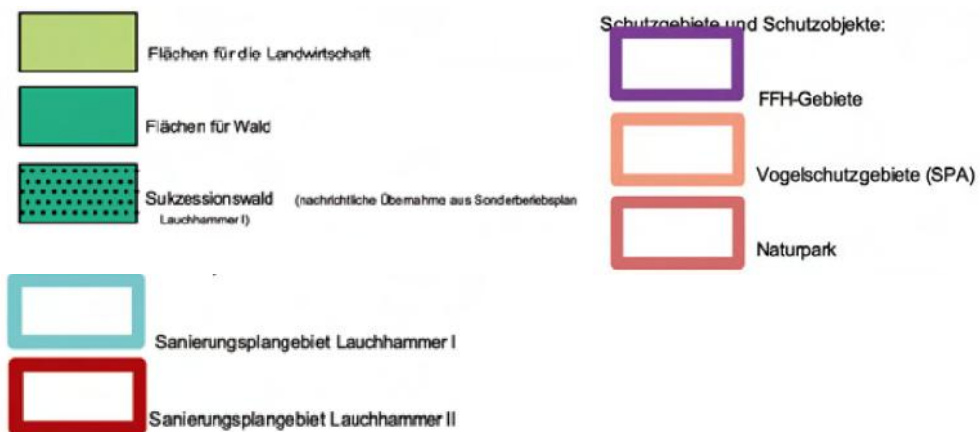 Flächen für die Landwirtschaft
Flächen für Wald
Sukzessionswald (nachrichtliche Übernahme aus Sonderberiebsplan
Lauchhammer I)
Schutzgebiete und Schutzobjekte:
FFH-Gebiete
Vogelschutzgebiete (SPA)
Naturpark
Sanierungsplangebiet Lauchhammer I
Sanierungsplangebiet Lauchhammer II